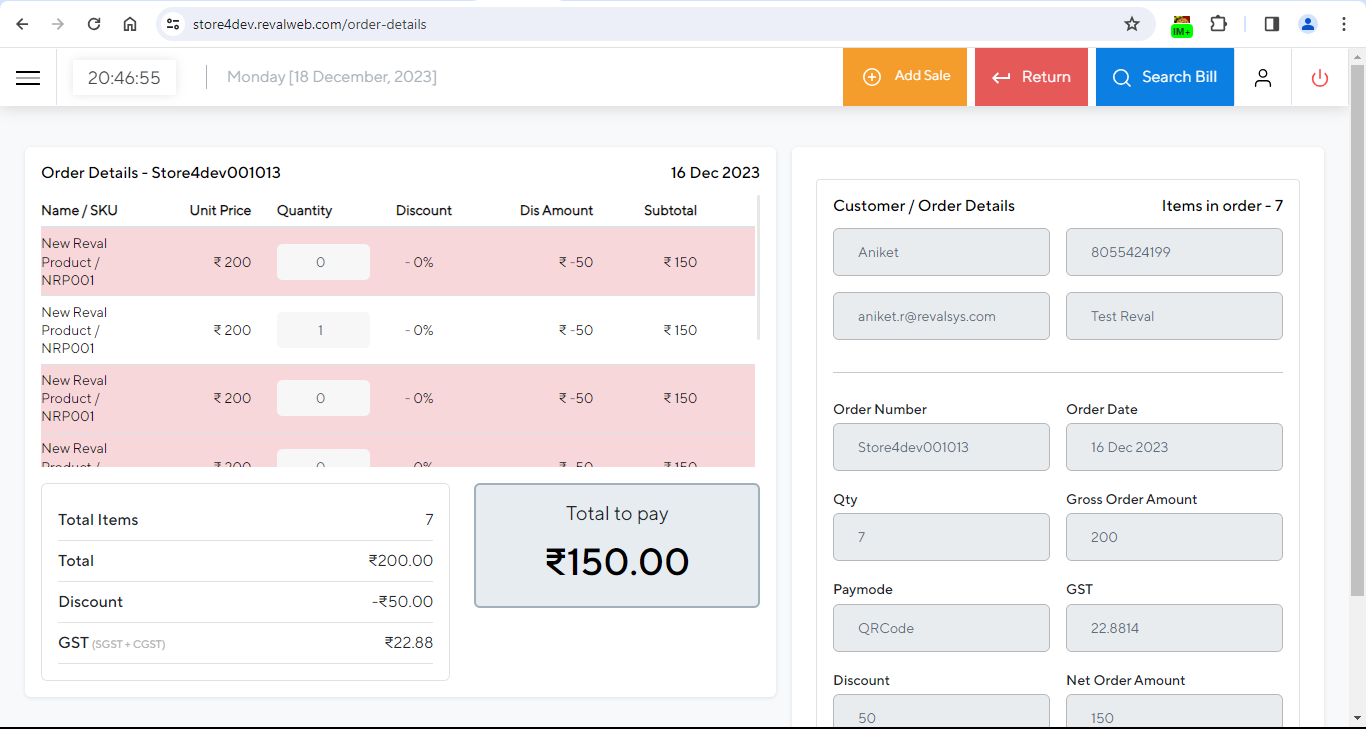 store4dev.revalweb.com/order-details
IM+
20:46:55
Monday [18 December, 2023]
Add Sale
Return
Search Bill
Order Details - Store4dev001013
16 Dec 2023
Name / SKU Unit Price Quantity Discount Dis Amount Subtotal
New Reval
Product / ₹ 200 0 - 0% ₹ -50 ₹ 150
NRP001
New Reval
Product / ₹ 200 1 - 0% ₹ -50 ₹ 150
NRP001
New Reval
Product / ₹ 200 0 - 0% ₹ -50 ₹ 150
NRP001
New Reval
Product / ₹ 200 0 - 0% ₹ -50 ₹ 150
Total Items 7
Total ₹200.00
Discount -₹50.00
GST (SGST + CGST) ₹22.88
Total to pay
₹150.00
Customer / Order Details
Items in order - 7
Aniket 8055424199
aniket.r@revalsys.com Test Reval
Order Number Order Date
Store4dev001013 16 Dec 2023
Qty Gross Order Amount
7 200
Paymode GST
QRCode 22.8814
Discount Net Order Amount
50 150